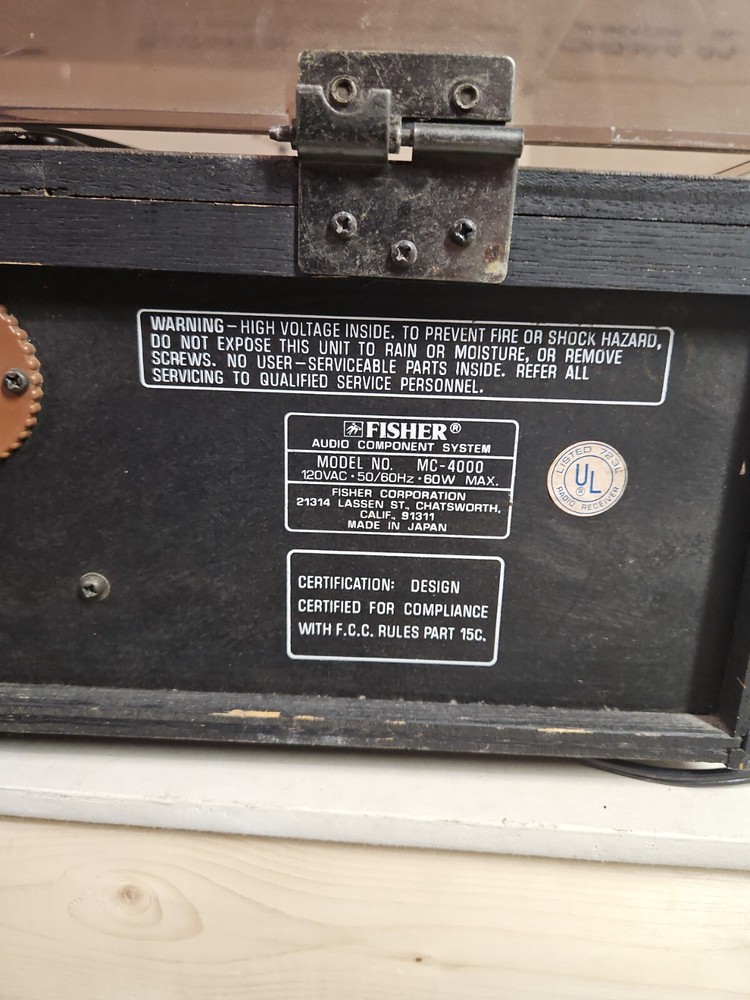 WARNING – HIGH VOLTAGE INSIDE. TO PREVENT FIRE OR SHOCK HAZARD,
DO NOT EXPOSE THIS UNIT TO RAIN OR MOISTURE, OR REMOVE
SCREWS. NO USER–SERVICEABLE PARTS INSIDE. REFER ALL
SERVICING TO QUALIFIED SERVICE PERSONNEL.
FISHER®
AUDIO COMPONENT SYSTEM
MODEL NO. MC-4000
120VAC · 50/60Hz · 60W MAX.
FISHER CORPORATION
21314 LASSEN ST., CHATSWORTH,
CALIF., 91311
MADE IN JAPAN
LISTED 723L
UL®
RADIO RECEIVER
CERTIFICATION: DESIGN
CERTIFIED FOR COMPLIANCE
WITH F.C.C. RULES PART 15C.